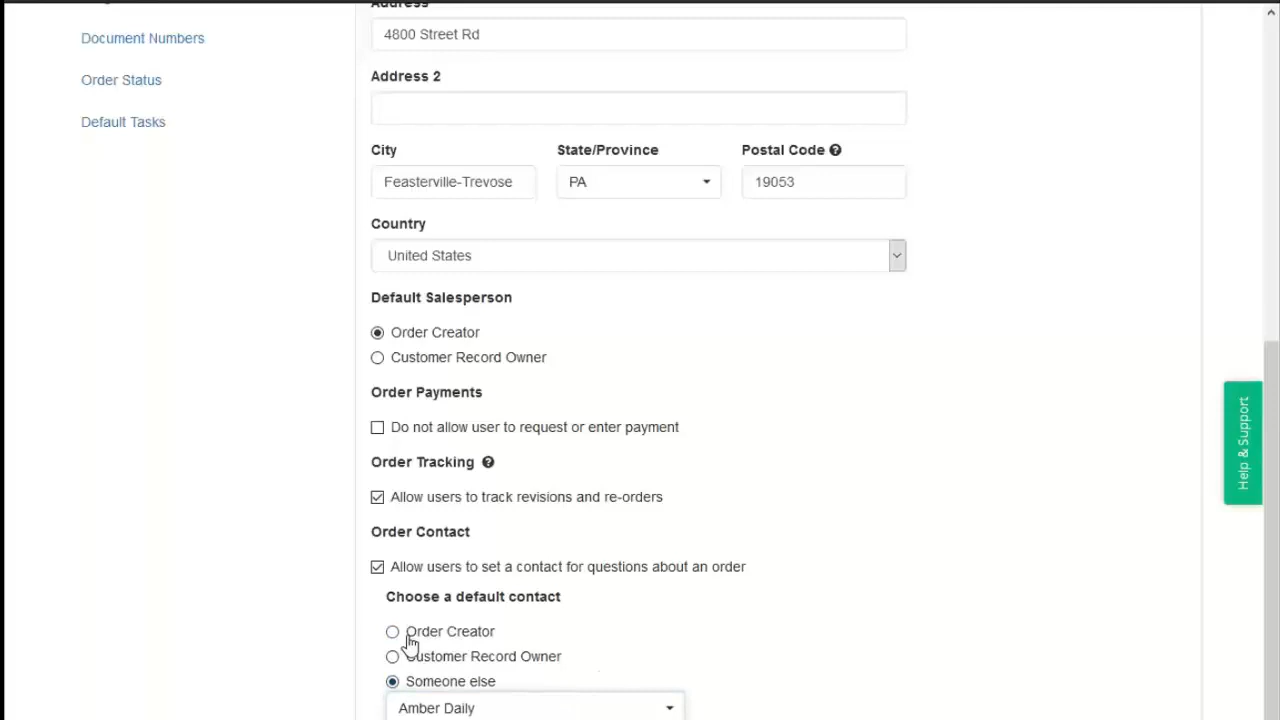 Address
Document Numbers
4800 Street Rd
Order Status
Address 2
Default Tasks
City
State/Province
Postal Code
Feasterville-Trevose
PA
19053
Country
United States
Default Salesperson
Order Creator
Customer Record Owner
Order Payments
Do not allow user to request or enter payment
Order Tracking
Allow users to track revisions and re-orders
Order Contact
Allow users to set a contact for questions about an order
Choose a default contact
Order Creator
Customer Record Owner
Someone else
Amber Daily
Help & Support